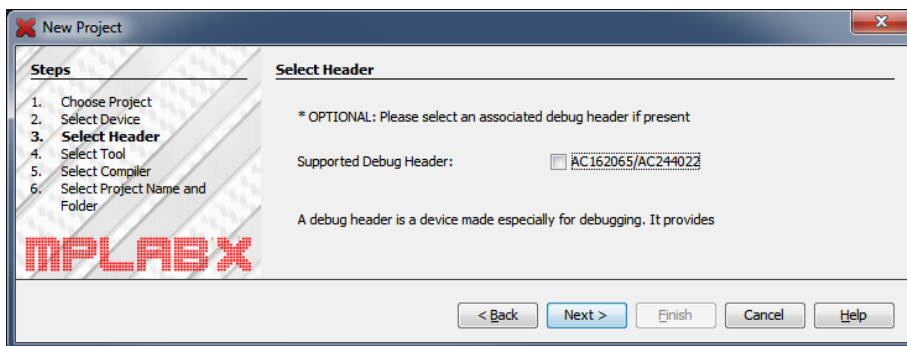 New Project
Steps
1. Choose Project
2. Select Device
3. Select Header
4. Select Tool
5. Select Compiler
6. Select Project Name and
Folder
MPLAB X
Select Header
* OPTIONAL: Please select an associated debug header if present
Supported Debug Header: AC162065/AC244022
A debug header is a device made especially for debugging. It provides
< Back Next > Finish Cancel Help